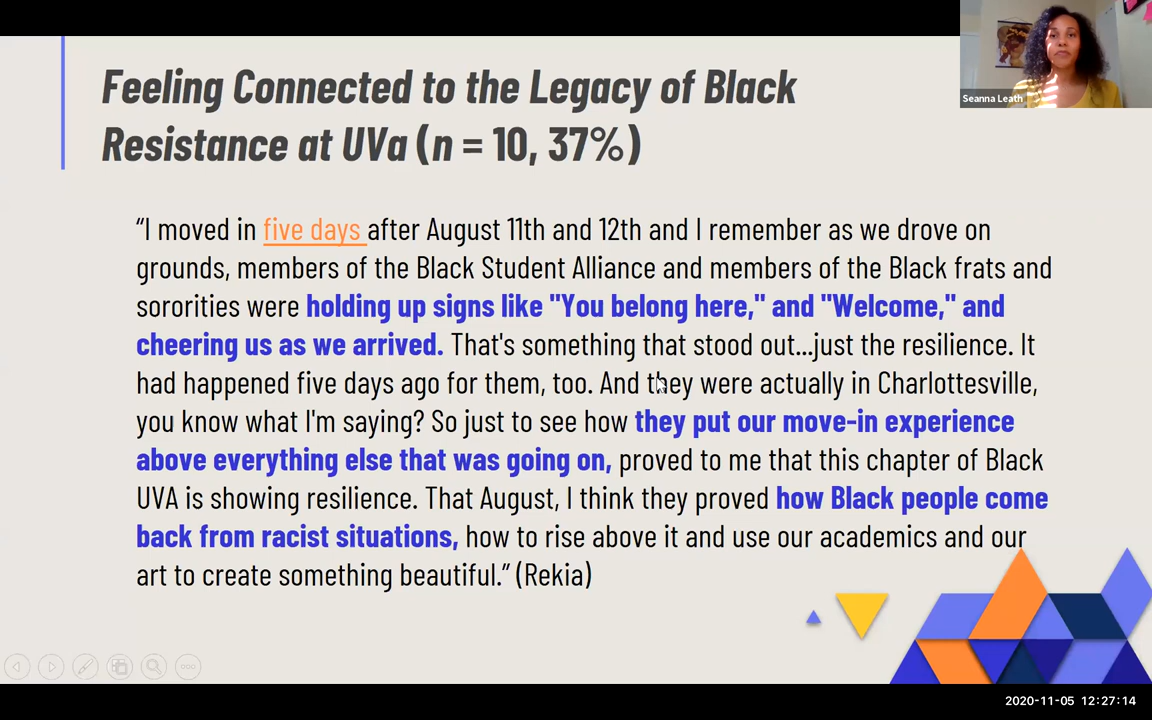 Feeling Connected to the Legacy of Black
Resistance at UVa (n = 10, 37%)
Seanna Leath
“I moved in five days after August 11th and 12th and I remember as we drove on
grounds, members of the Black Student Alliance and members of the Black frats and
sororities were holding up signs like "You belong here," and "Welcome," and
cheering us as we arrived. That's something that stood out...just the resilience. It
had happened five days ago for them, too. And they were actually in Charlottesville,
you know what I'm saying? So just to see how they put our move-in experience
above everything else that was going on, proved to me that this chapter of Black
UVA is showing resilience. That August, I think they proved how Black people come
back from racist situations, how to rise above it and use our academics and our
art to create something beautiful.” (Rekia)
2020-11-05 12:27:14